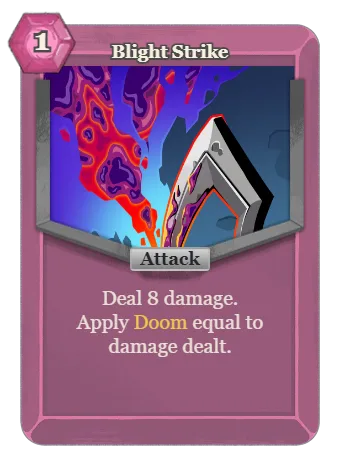 1
Blight Strike
Attack
Deal 8 damage.
Apply Doom equal to
damage dealt.